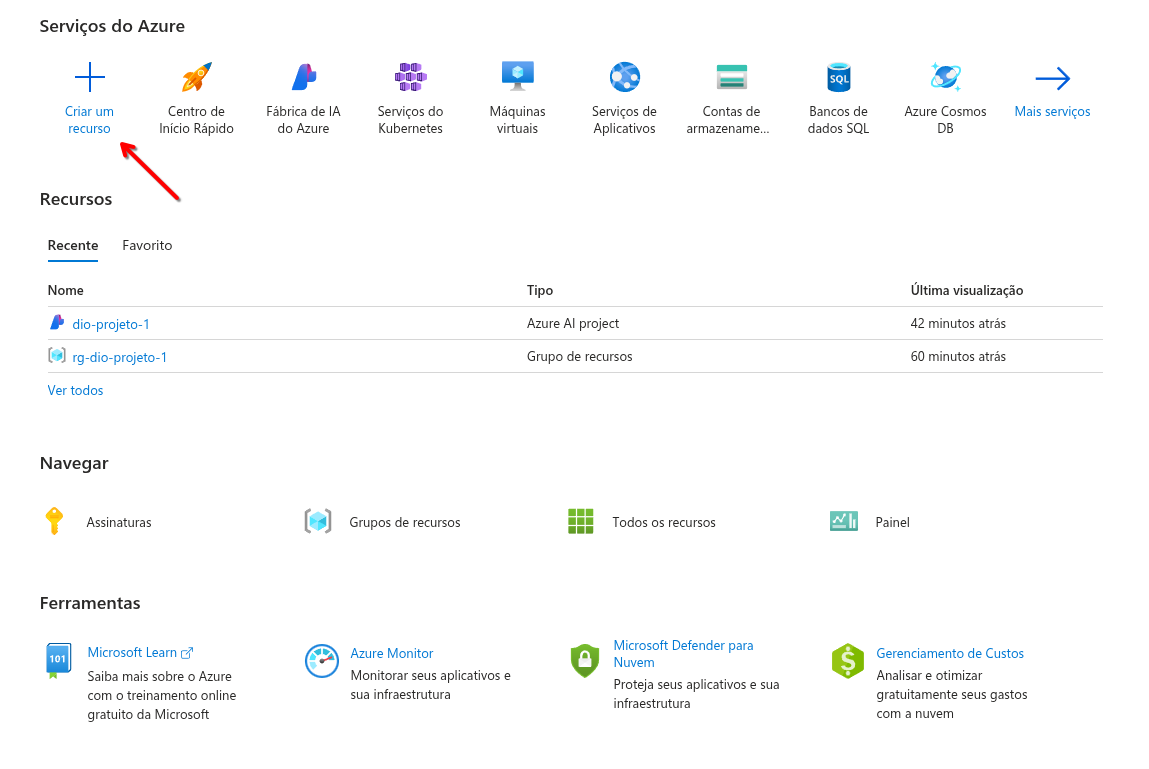 Serviços do Azure
Criar um
recurso
Centro de
Início Rápido
Fábrica de IA
do Azure
Serviços do
Kubernetes
Máquinas
virtuais
Serviços de
Aplicativos
Contas de
armazename...
SQL
Bancos de
dados SQL
Azure Cosmos
DB
Mais serviços
Recursos
Recente Favorito
Nome Tipo Última visualização
dio-projeto-1 Azure AI project 42 minutos atrás
rg-dio-projeto-1 Grupo de recursos 60 minutos atrás
Ver todos
Navegar
Assinaturas Grupos de recursos Todos os recursos Painel
Ferramentas
101
Microsoft Learn
Saiba mais sobre o Azure
com o treinamento online
gratuito da Microsoft
Azure Monitor
Monitorar seus aplicativos e
sua infraestrutura
Microsoft Defender para
Nuvem
Proteja seus aplicativos e sua
infraestrutura
$
Gerenciamento de Custos
Analisar e otimizar
gratuitamente seus gastos
com a nuvem